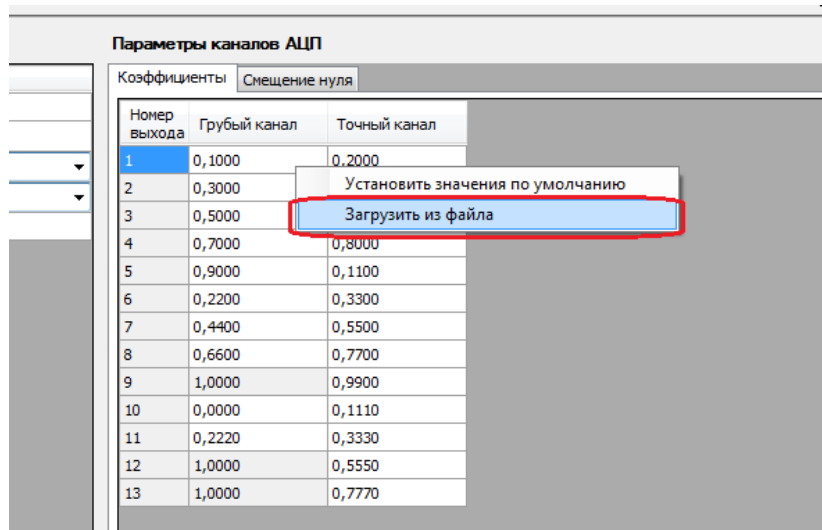 Параметры каналов АЦП
Коэффициенты Смещение нуля
Номер выхода Грубый канал Точный канал
1 0,1000 0,2000
Установить значения по умолчанию
2 0,3000
Загрузить из файла
3 0,5000
4 0,7000 0,8000
5 0,9000 0,1100
6 0,2200 0,3300
7 0,4400 0,5500
8 0,6600 0,7700
9 1,0000 0,9900
10 0,0000 0,1110
11 0,2220 0,3330
12 1,0000 0,5550
13 1,0000 0,7770